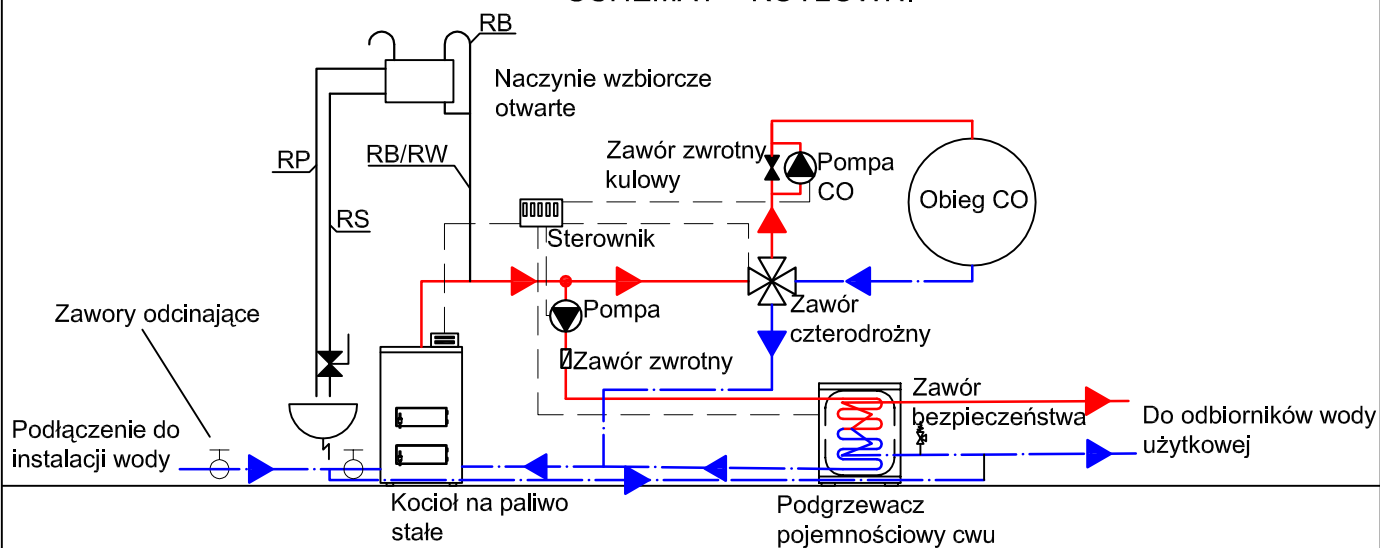 RB
Naczynie wzbiorcze
otwarte
RP
RB/RW
RS
Zawór zwrotny
kulowy
Pompa
CO
Obieg CO
Sterownik
Zawory odcinające
Pompa
Zawór
czterodrożny
Zawór zwrotny
Zawór
bezpieczeństwa
Podłączenie do
instalacji wody
Do odbiorników wody
użytkowej
Kocioł na paliwo
stałe
Podgrzewacz
pojemnościowy cwu